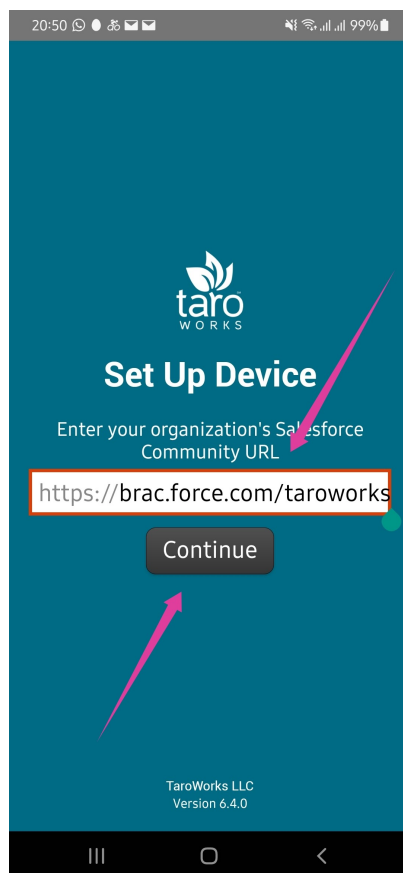 20:50 99%
taro
WORKS
Set Up Device
Enter your organization's Salesforce
Community URL
https://brac.force.com/taroworks
Continue
TaroWorks LLC
Version 6.4.0